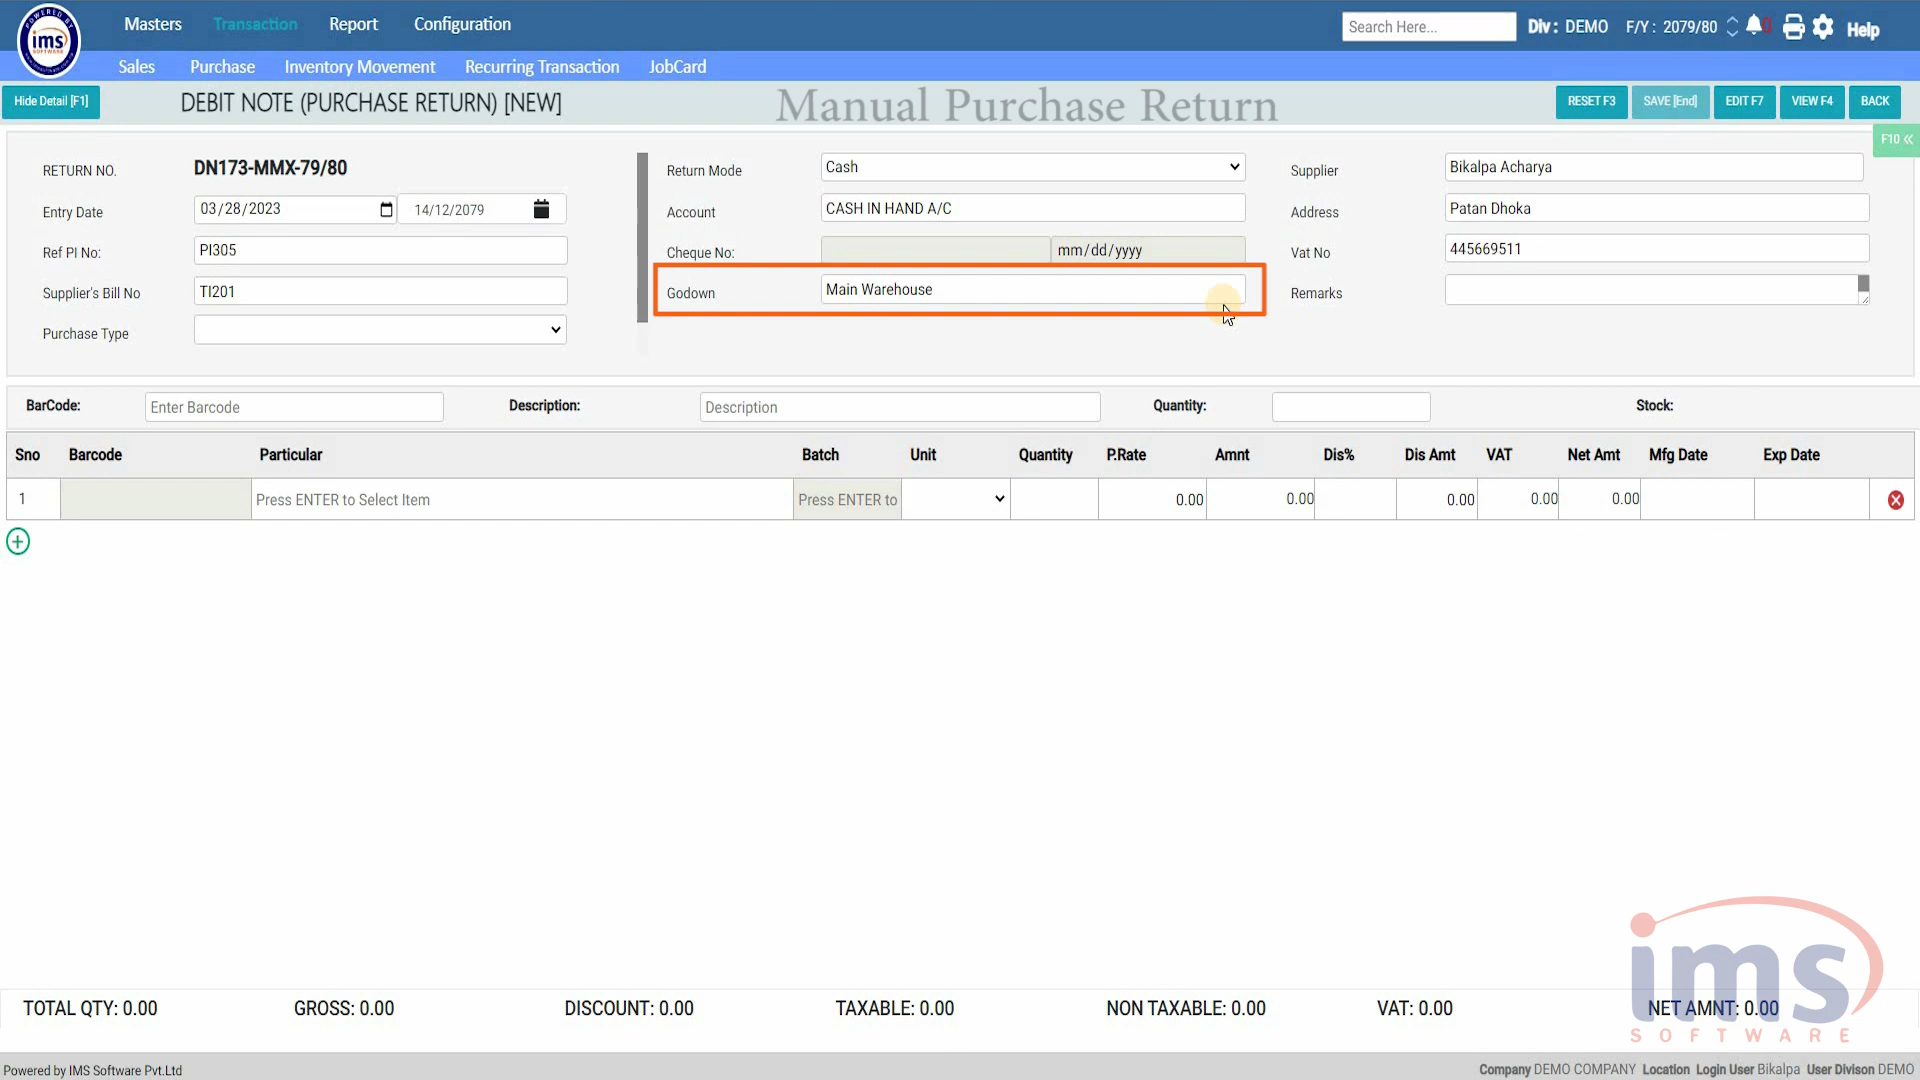 POWERED BY
ims
SOFTWARE
Masters Transaction Report Configuration
Search Here... Div : DEMO F/Y : 2079/80 0 Help
Sales Purchase Inventory Movement Recurring Transaction JobCard
Hide Detail [F1] DEBIT NOTE (PURCHASE RETURN) [NEW] Manual Purchase Return RESET F3 SAVE [End] EDIT F7 VIEW F4 BACK
F10 «
RETURN NO. DN173-MMX-79/80 Return Mode Cash Supplier Bikalpa Acharya
Entry Date 03/28/2023 14/12/2079 Account CASH IN HAND A/C Address Patan Dhoka
Ref PI No: PI305 Cheque No: mm/dd/yyyy Vat No 445669511
Supplier's Bill No TI201 Godown Main Warehouse Remarks
Purchase Type
BarCode: Enter Barcode Description: Description Quantity: Stock:
Sno Barcode Particular Batch Unit Quantity P.Rate Amnt Dis% Dis Amt VAT Net Amt Mfg Date Exp Date
1 Press ENTER to Select Item Press ENTER to 0.00 0.00 0.00 0.00 0.00
TOTAL QTY: 0.00 GROSS: 0.00 DISCOUNT: 0.00 TAXABLE: 0.00 NON TAXABLE: 0.00 VAT: 0.00 NET AMNT: 0.00
ims
SOFTWARE
Powered by IMS Software Pvt.Ltd Company DEMO COMPANY Location Login User Bikalpa User Divison DEMO